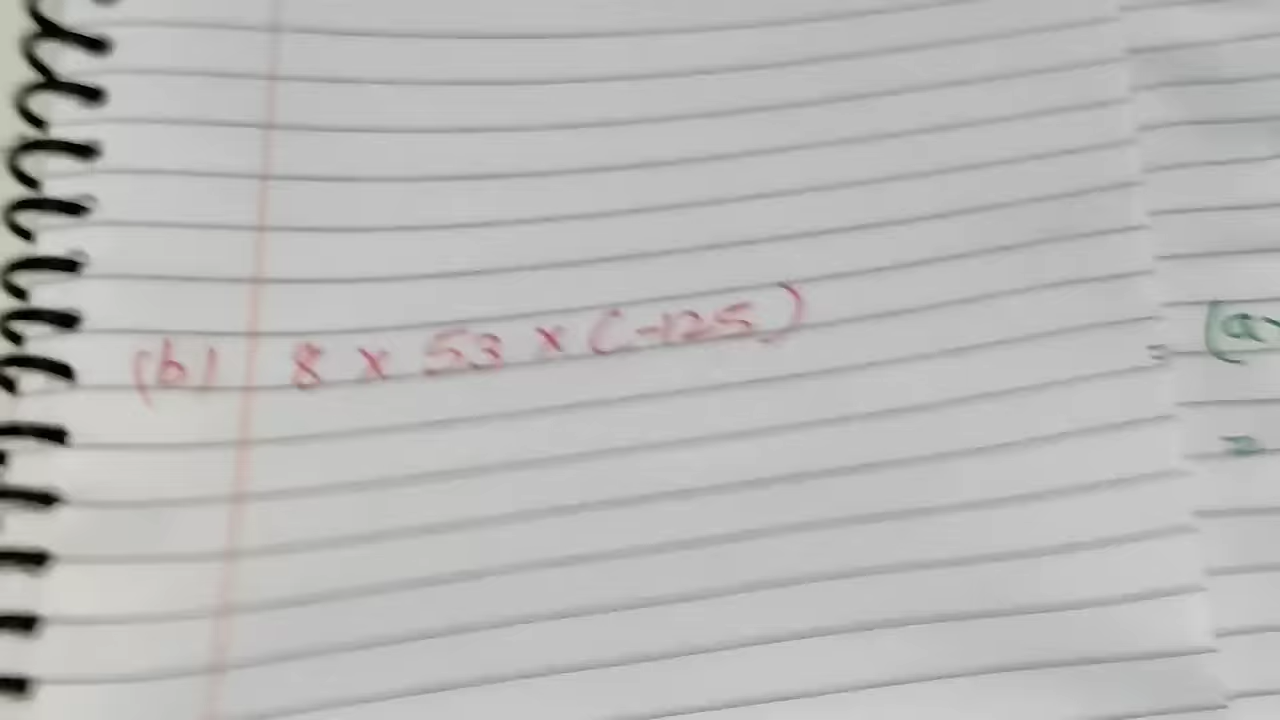 (b) 8 x 53 x (-125)
=
(a
=